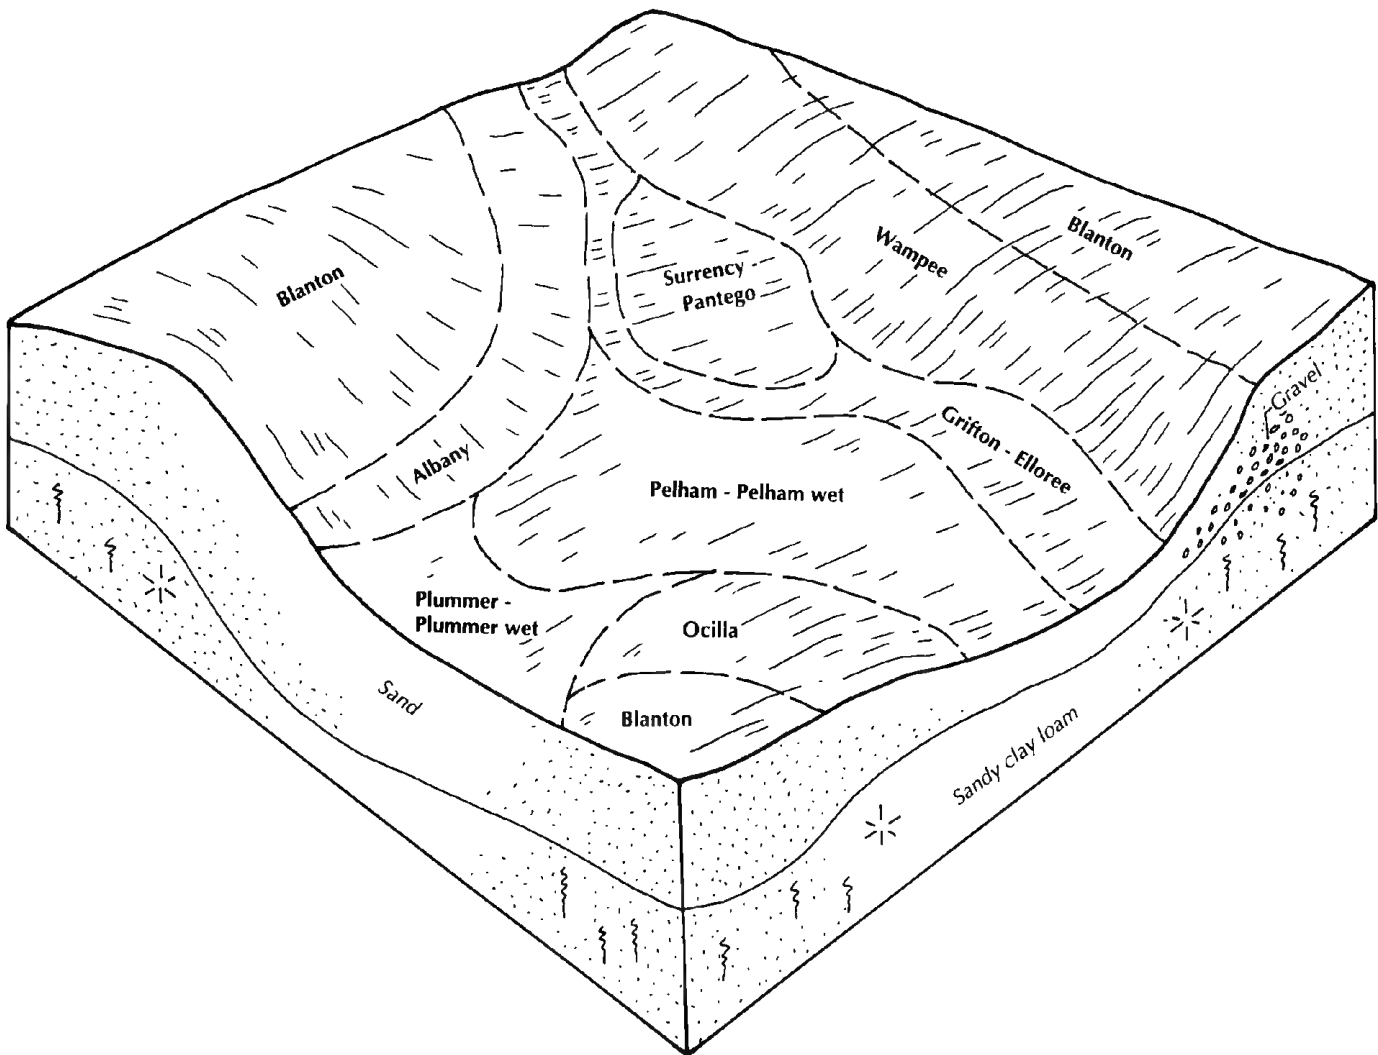 Blanton
Wampee
Blanton
Surrency -
Pantego
Gravel
Albany
Grifton - Elloree
Pelham - Pelham wet
Plummer -
Plummer wet
Ocilla
Sand
Blanton
Sandy clay loam